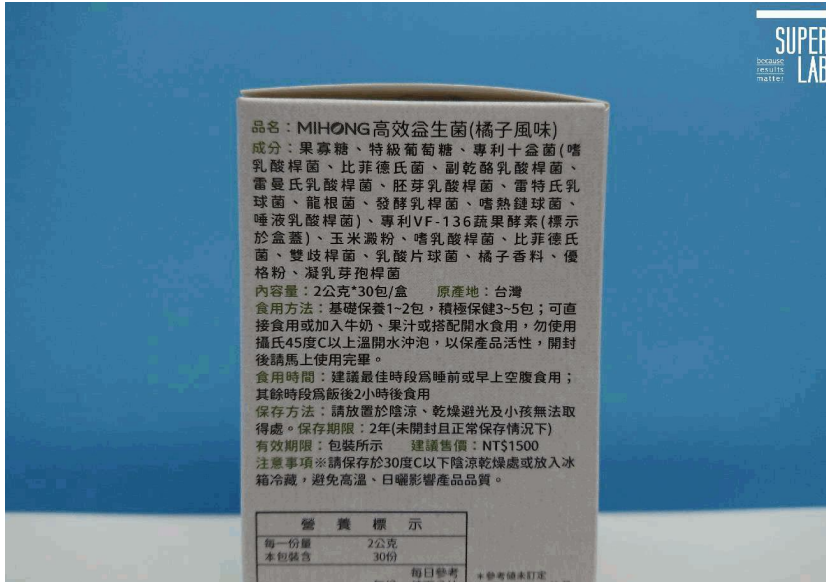 SUPER
LAB
because
results
matter
品名：MIHONG高效益生菌(橘子風味)
成分：果寡糖、特級葡萄糖、專利十益菌(嗜
乳酸桿菌、比菲德氏菌、副乾酪乳酸桿菌、
雷曼氏乳酸桿菌、胚芽乳酸桿菌、雷特氏乳
球菌、龍根菌、發酵乳桿菌、嗜熱鏈球菌、
唾液乳酸桿菌)、專利VF-136蔬果酵素(標示
於盒蓋)、玉米澱粉、嗜乳酸桿菌、比菲德氏
菌、雙歧桿菌、乳酸片球菌、橘子香料、優
格粉、凝乳芽孢桿菌
內容量：2公克*30包/盒 原產地：台灣
食用方法：基礎保養1~2包，積極保健3~5包；可直
接食用或加入牛奶、果汁或搭配開水食用，勿使用
攝氏45度C以上溫開水沖泡，以保產品活性，開封
後請馬上使用完畢。
食用時間：建議最佳時段爲睡前或早上空腹食用；
其餘時段爲飯後2小時後食用
保存方法：請放置於陰涼、乾燥避光及小孩無法取
得處。保存期限：2年(未開封且正常保存情況下)
有效期限：包裝所示 建議售價：NT$1500
注意事項※請保存於30度C以下陰涼乾燥處或放入冰
箱冷藏，避免高溫、日曬影響產品品質。
營養標示
每一份量 2公克
本包裝含 30份
每日參考
*參考值未訂定